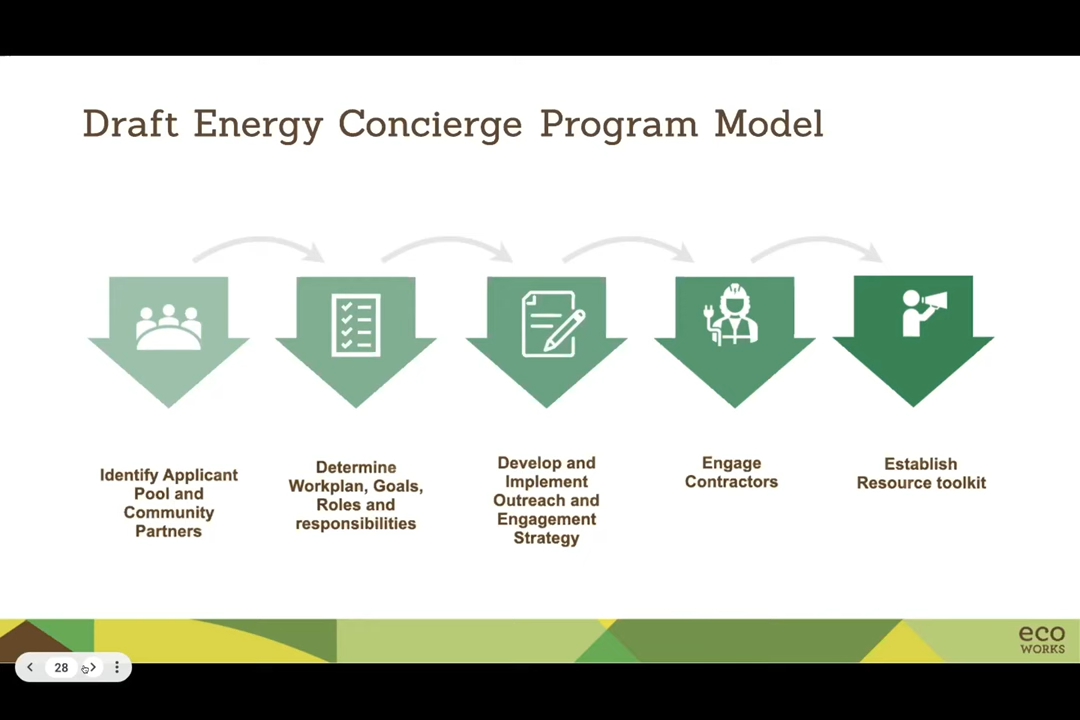 Draft Energy Concierge Program Model
Identify Applicant
Pool and
Community
Partners
Determine
Workplan, Goals,
Roles and
responsibilities
Develop and
Implement
Outreach and
Engagement
Strategy
Engage
Contractors
Establish
Resource toolkit
eco
WORKS
28